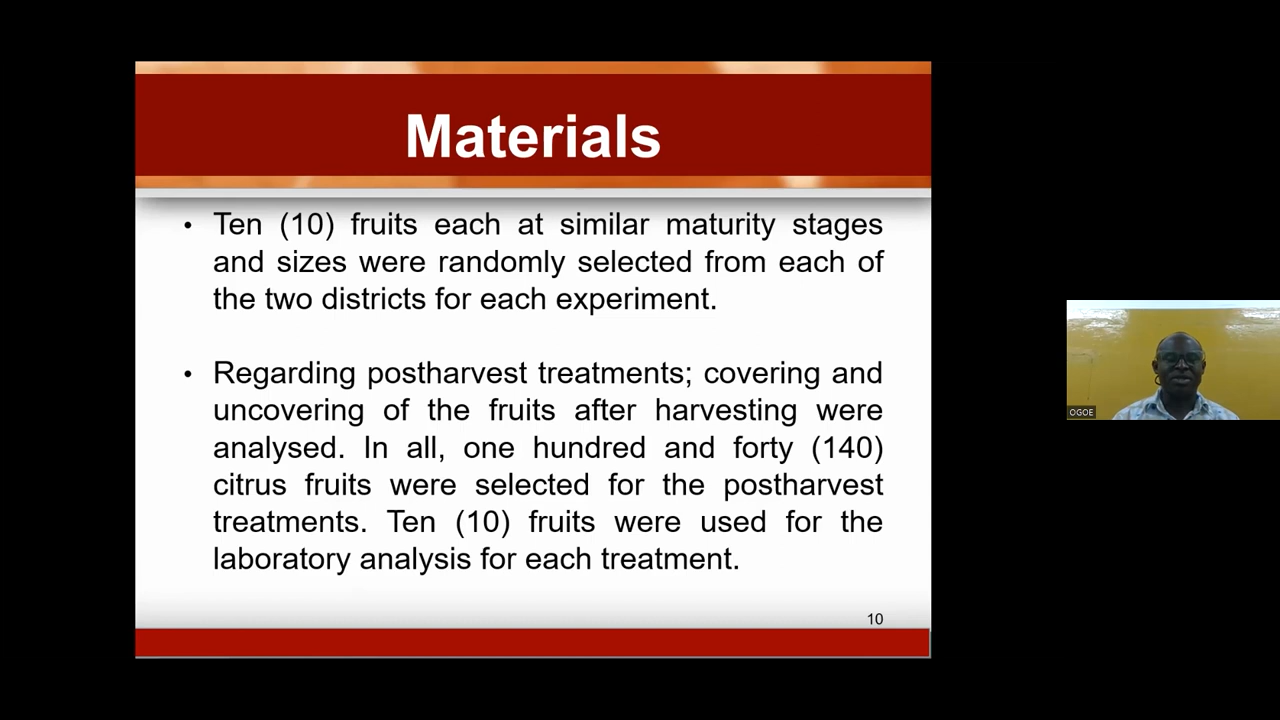 Materials
• Ten (10) fruits each at similar maturity stages
and sizes were randomly selected from each of
the two districts for each experiment.
• Regarding postharvest treatments; covering and
uncovering of the fruits after harvesting were
analysed. In all, one hundred and forty (140)
citrus fruits were selected for the postharvest
treatments. Ten (10) fruits were used for the
laboratory analysis for each treatment.
10
OGOE